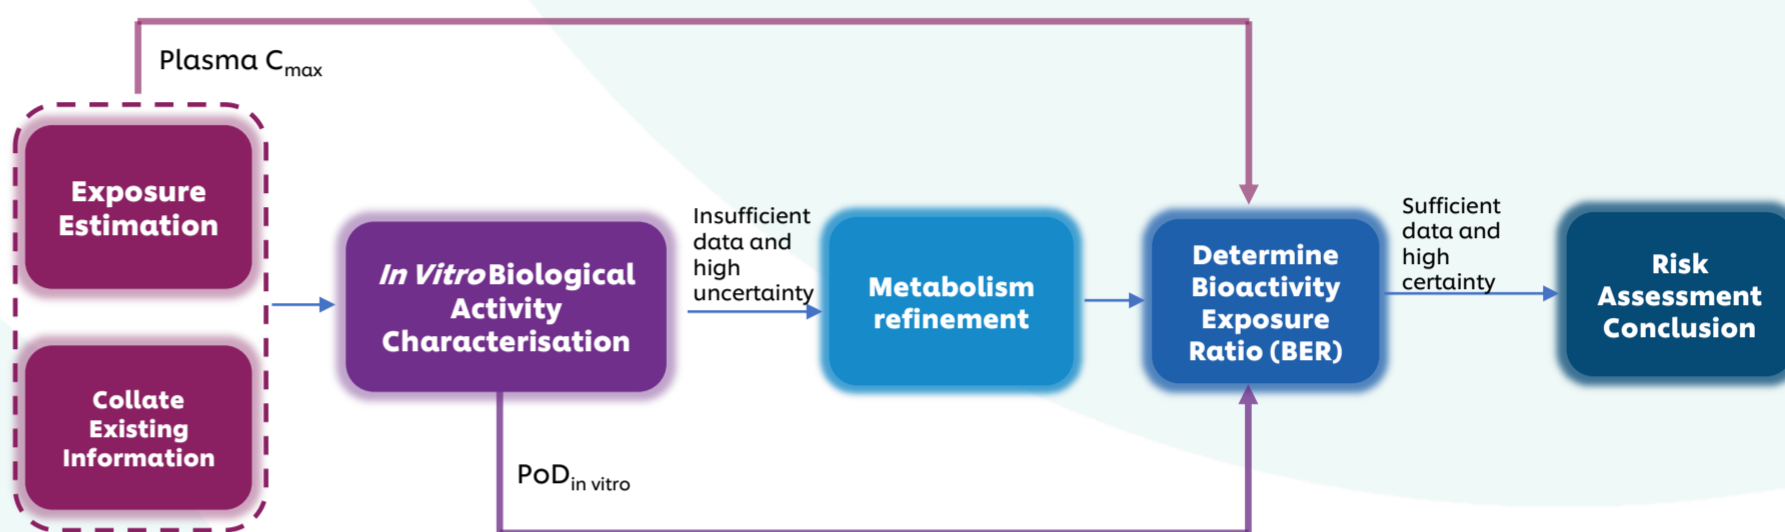 Plasma Cmax
Exposure
Estimation
Collate
Existing
Information
In Vitro Biological
Activity
Characterisation
PoDin vitro
Insufficient
data and
high
uncertainty
Metabolism
refinement
Determine
Bioactivity
Exposure
Ratio (BER)
Sufficient
data and
high
certainty
Risk
Assessment
Conclusion